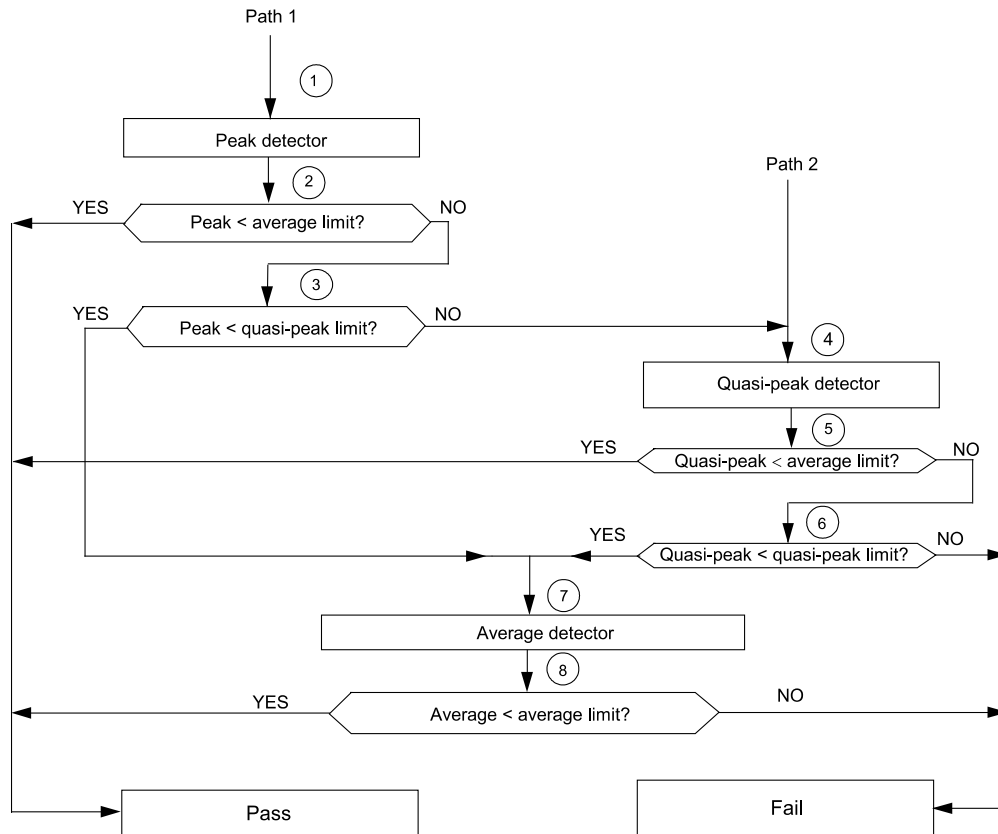 Path 1
1
Peak detector
2
Path 2
YES
Peak < average limit?
NO
3
YES
Peak < quasi-peak limit?
NO
4
Quasi-peak detector
5
YES
Quasi-peak < average limit?
NO
6
YES
Quasi-peak < quasi-peak limit?
NO
7
Average detector
8
YES
Average < average limit?
NO
Pass
Fail